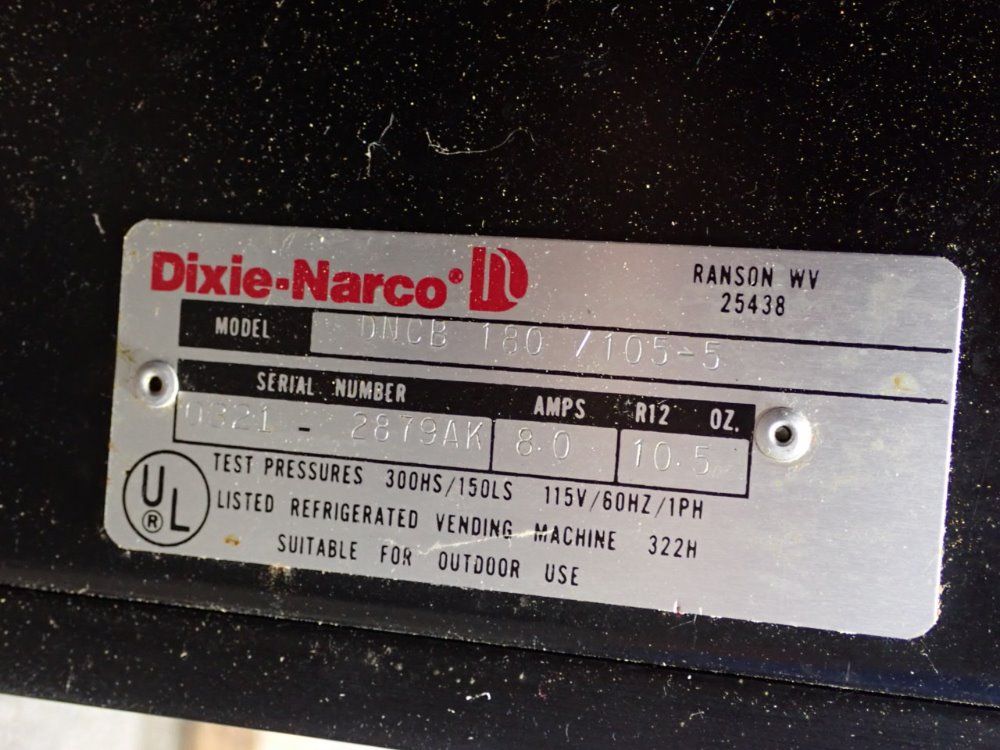 Dixie-Narco®
RANSON WV
25438
MODEL DNCB 180 /105-5
SERIAL NUMBER AMPS R12 OZ.
0321 - 2879AK 8.0 10.5
TEST PRESSURES 300HS/150LS 115V/60HZ/1PH
UL®
LISTED REFRIGERATED VENDING MACHINE 322H
SUITABLE FOR OUTDOOR USE